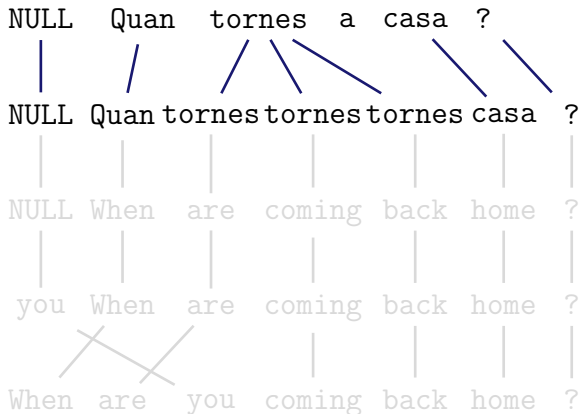 NULL Quan tornes a casa ?
NULL Quan tornes tornes tornes casa ?
NULL When are coming back home ?
you When are coming back home ?
When are you coming back home ?